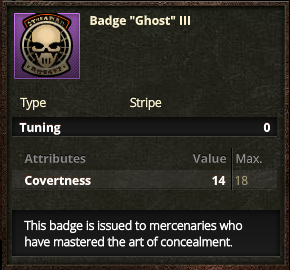 Badge "Ghost" III
Type Stripe
Tuning 0
Attributes Value Max.
Covertness 14 18
This badge is issued to mercenaries who
have mastered the art of concealment.